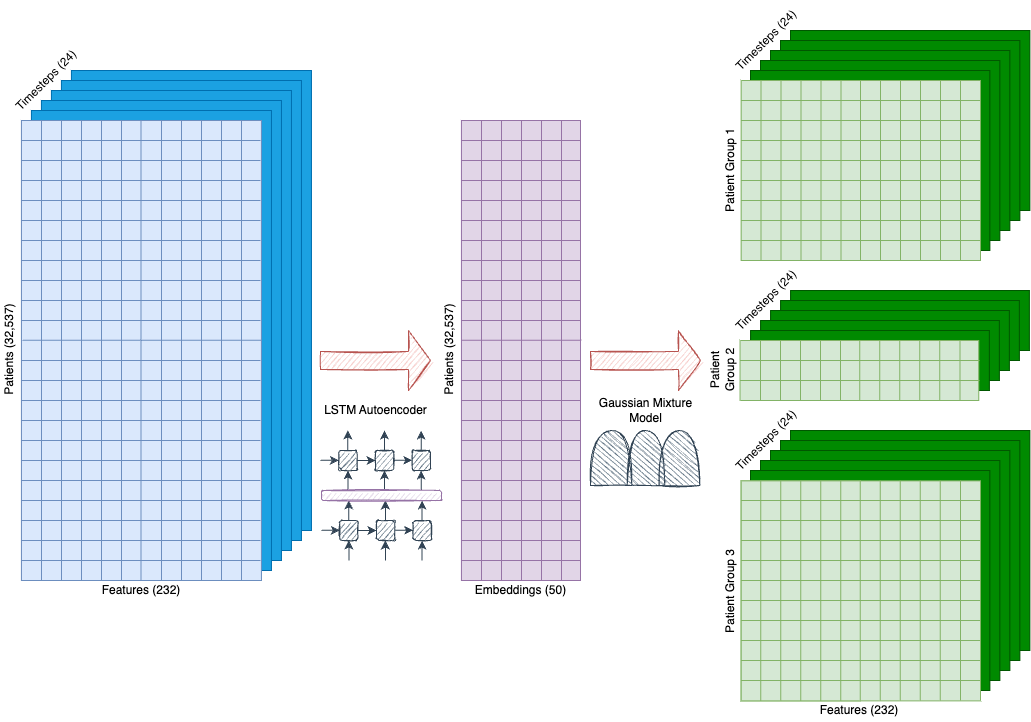 Timesteps (24)
Patients (32,537)
Features (232)
LSTM Autoencoder
Patients (32,537)
Embeddings (50)
Gaussian Mixture
Model
Timesteps (24)
Patient Group 1
Timesteps (24)
Patient
Group 2
Timesteps (24)
Patient Group 3
Features (232)